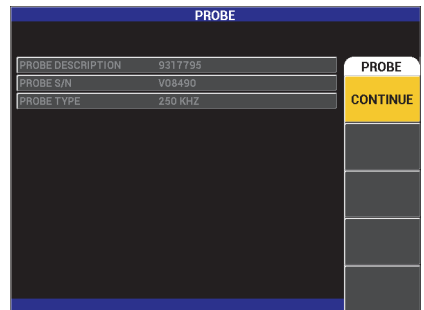 PROBE
PROBE DESCRIPTION 9317795
PROBE S/N V08490
PROBE TYPE 250 KHZ
PROBE
CONTINUE